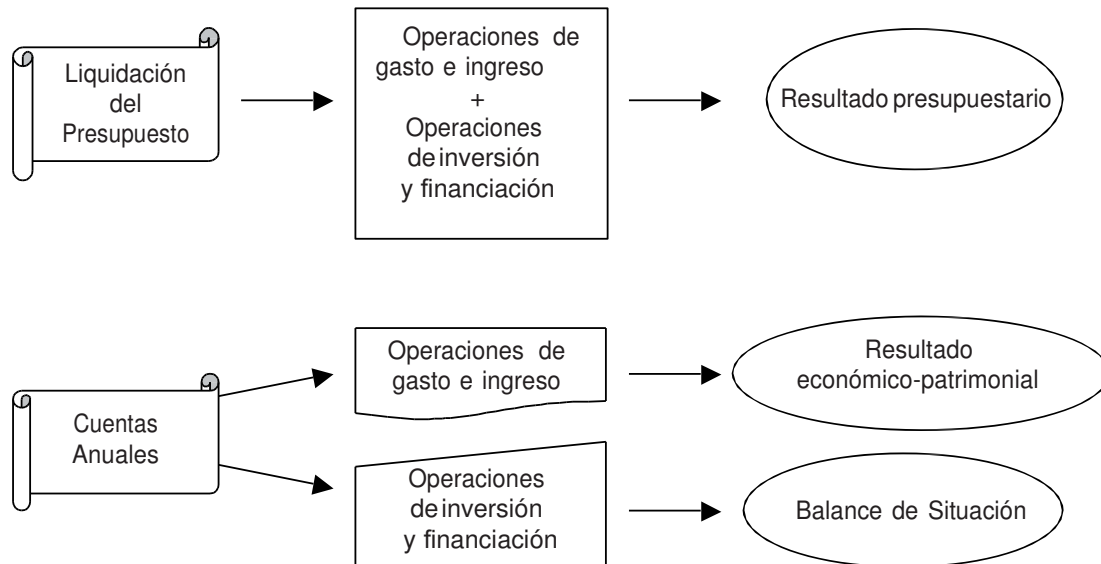 Liquidación
del
Presupuesto
Operaciones de
gasto e ingreso
+
Operaciones
de inversión
y financiación
Resultado presupuestario
Cuentas
Anuales
Operaciones de
gasto e ingreso
Resultado
económico-patrimonial
Operaciones
de inversión
y financiación
Balance de Situación